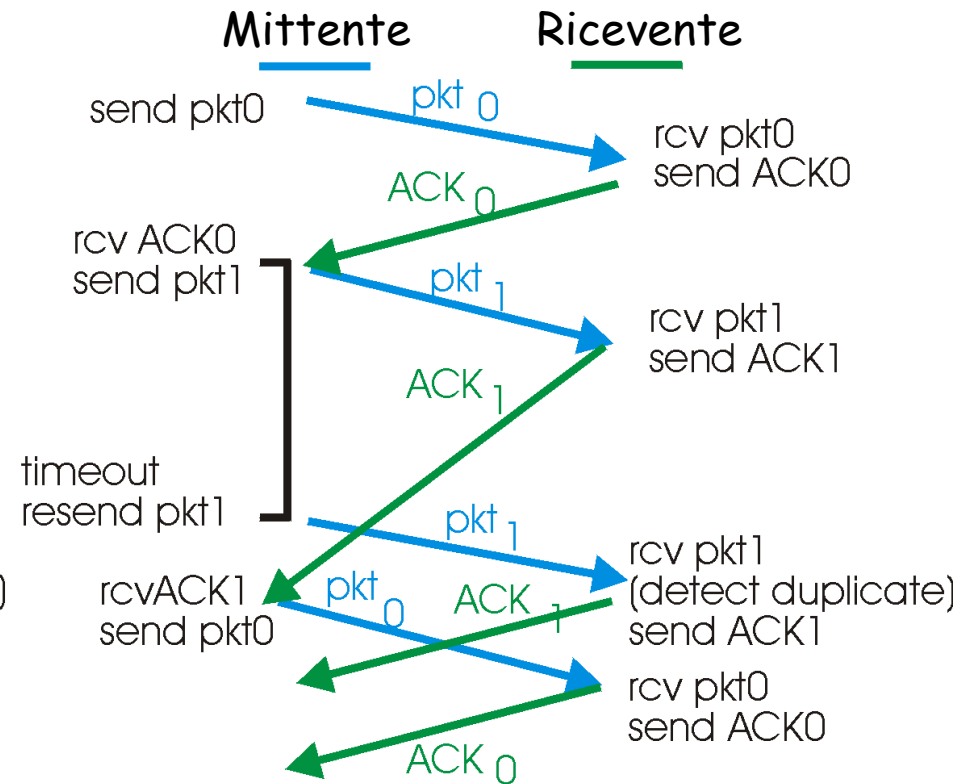 Mittente Ricevente
send pkt0
pkt 0
rcv pkt0
send ACK0
ACK 0
rcv ACK0
send pkt1
pkt 1
rcv pkt1
send ACK1
ACK 1
timeout
resend pkt1
pkt 1
rcv pkt1
(detect duplicate)
send ACK1
rcvACK1
send pkt0
pkt 0
ACK 1
rcv pkt0
send ACK0
ACK 0